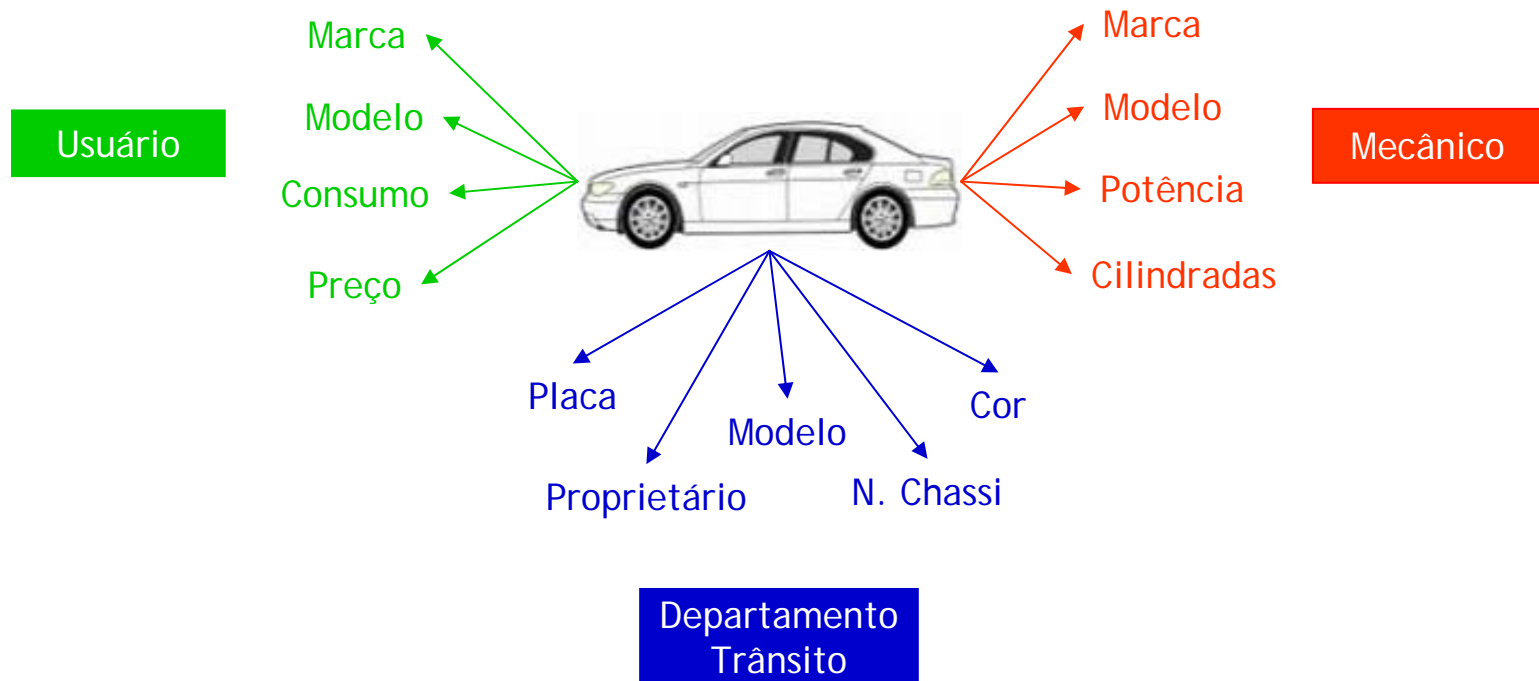 Usuário
Marca
Modelo
Consumo
Preço
Marca
Modelo
Potência
Cilindradas
Mecânico
Placa
Proprietário
Modelo
N. Chassi
Cor
Departamento
Trânsito